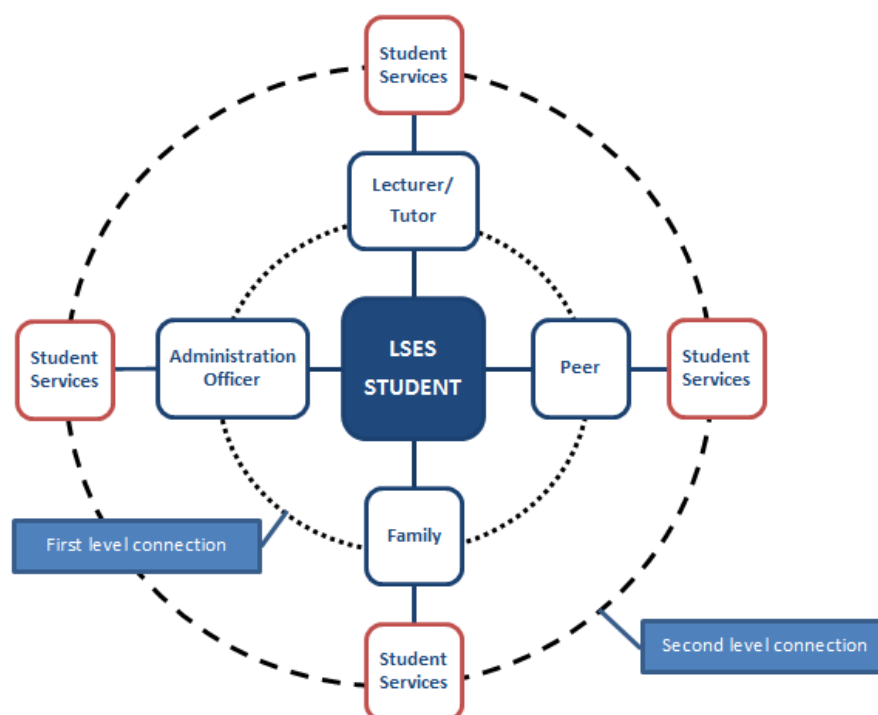 Student
Services
Lecturer/
Tutor
Student
Services
Administration
Officer
LSES
STUDENT
Peer
Student
Services
Family
First level connection
Student
Services
Second level connection